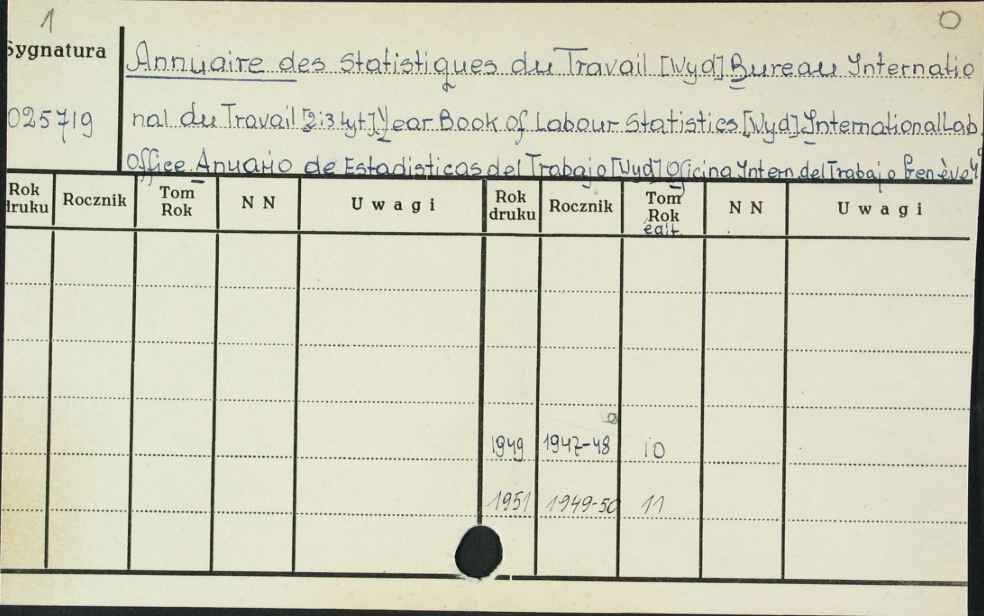 1
Sygnatura
Annuaire des Statistiques du Travail [Wyd] Bureau Internatio
025719
nal du Travail [2 i 3 tyt]. Year Book of Labour Statistics [Wyd] International Lab.
Office. Anuario de Estadisticas del Trabajo [Wyd] Oficina Intern del Trabajo Genève 4°
Rok druku Rocznik Tom Rok N N Uwagi Rok druku Rocznik Tom Rok edit. N N Uwagi
1949 1947-48 10
1951 1949-50 11